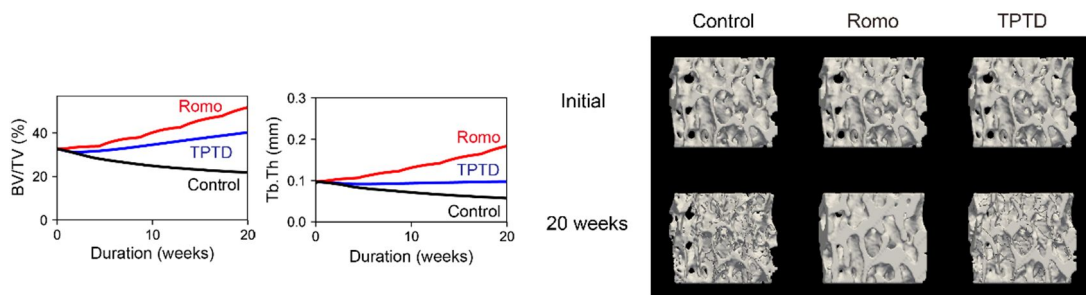 BV/TV (%)
40
20
0
Romo
TPTD
Control
0
10
20
Duration (weeks)
Tb.Th (mm)
0.3
0.2
0.1
0.0
Romo
TPTD
Control
0
10
20
Duration (weeks)
Control
Romo
TPTD
Initial
20 weeks